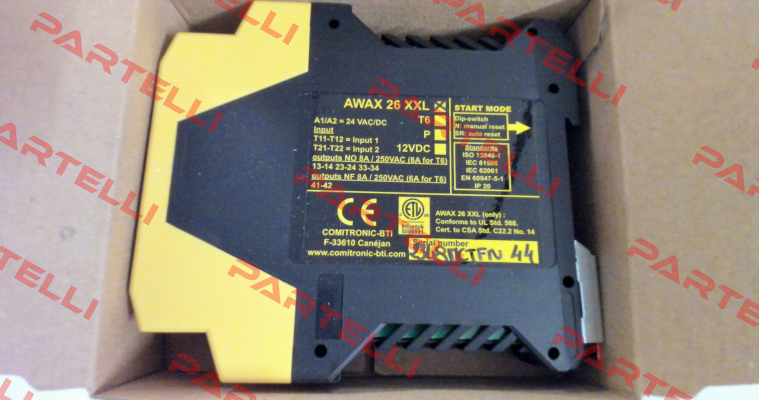 AWAX 26 XXL
T6
P
12VDC
A1/A2 = 24 VAC/DC
Input
T11-T12 = Input 1
T21-T22 = Input 2
outputs NO 8A / 250VAC (6A for T6)
13-14 23-24 33-34
outputs NF 8A / 250VAC (6A for T6)
41-42
START MODE
Dip-switch
M: manual reset
SR: auto reset
Standards
ISO 13849-1
IEC 61508
IEC 62061
EN 60947-5-1
IP 20
CE
ETL
COMITRONIC-BTI
F-33610 Canéjan
www.comitronic-bti.com
AWAX 26 XXL (only) :
Conforms to UL Std. 508.
Cert. to CSA Std. C22.2 No. 14
Serial number
44
PARTELLI
PARTELLI
PARTELLI
PARTELLI
PARTELLI
PARTELLI